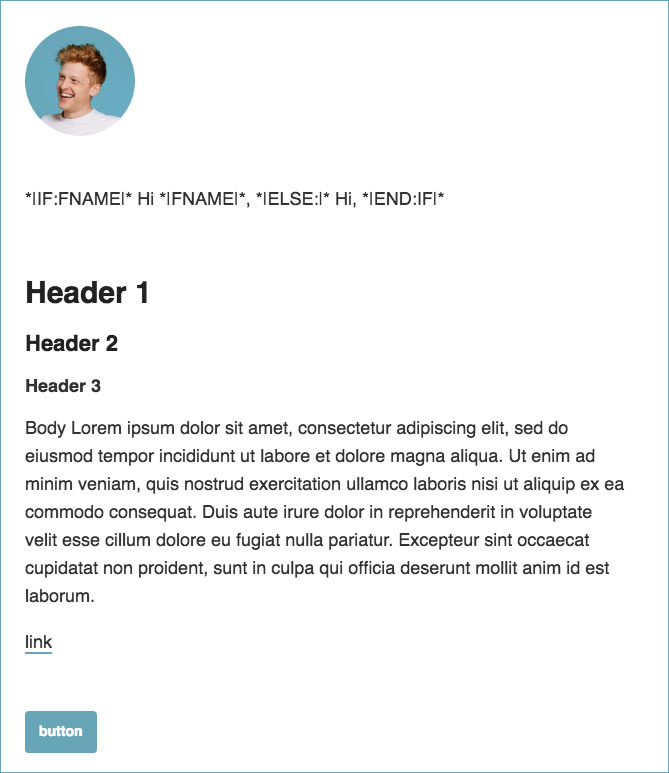 *|IF:FNAME|* Hi *|FNAME|*, *|ELSE:|* Hi, *|END:IF|*
Header 1
Header 2
Header 3
Body Lorem ipsum dolor sit amet, consectetur adipiscing elit, sed do
eiusmod tempor incididunt ut labore et dolore magna aliqua. Ut enim ad
minim veniam, quis nostrud exercitation ullamco laboris nisi ut aliquip ex ea
commodo consequat. Duis aute irure dolor in reprehenderit in voluptate
velit esse cillum dolore eu fugiat nulla pariatur. Excepteur sint occaecat
cupidatat non proident, sunt in culpa qui officia deserunt mollit anim id est
laborum.
link
button